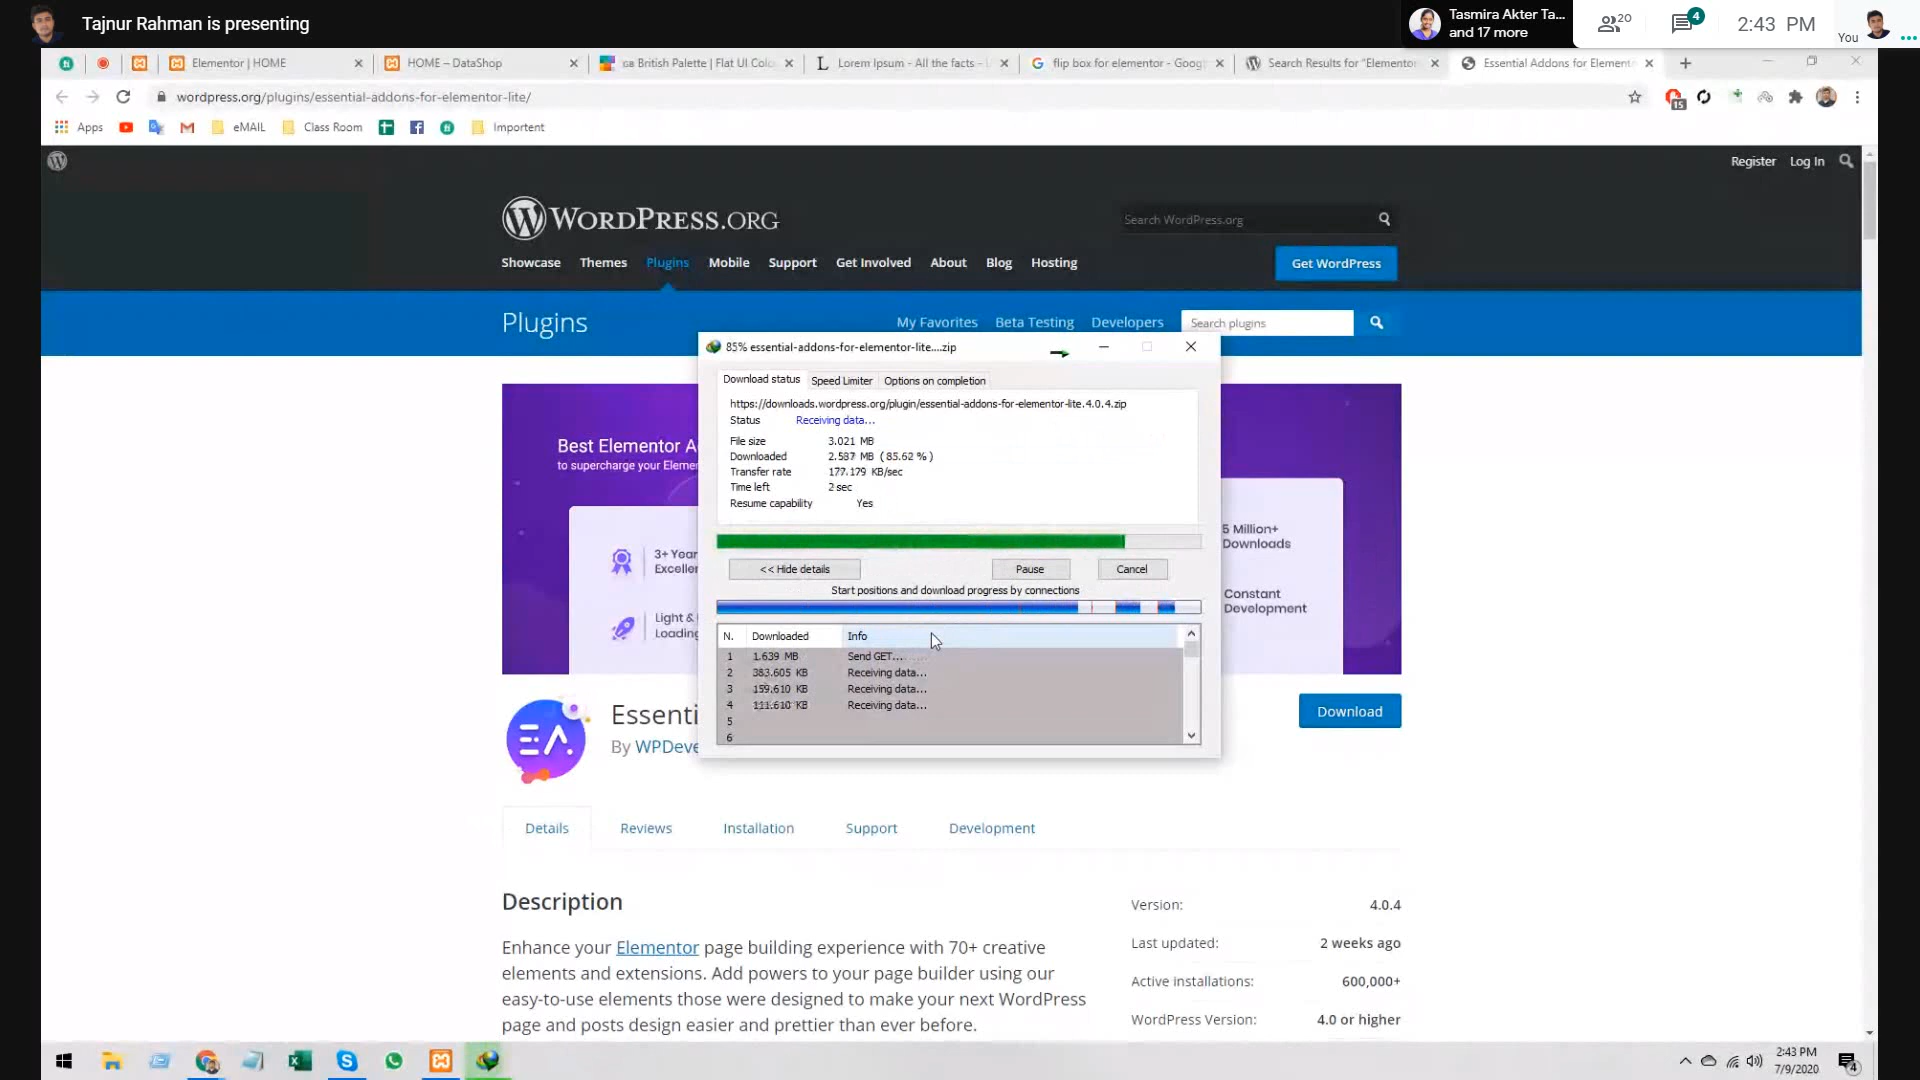 Tajnur Rahman is presenting
Tasmira Akter Ta...
and 17 more
20
4
2:43 PM
You
Elementor | HOME
HOME – DataShop
British Palette | Flat UI Colo
Lorem Ipsum - All the facts - L
flip box for elementor - Goog
Search Results for "Elementor
Essential Addons for Element
wordpress.org/plugins/essential-addons-for-elementor-lite/
15
Apps
eMAIL
Class Room
Importent
Register
Log In
WORDPRESS.ORG
Search WordPress.org
Showcase
Themes
Plugins
Mobile
Support
Get Involved
About
Blog
Hosting
Get WordPress
Plugins
My Favorites
Beta Testing
Developers
Search plugins
85% essential-addons-for-elementor-lite....zip
Download status
Speed Limiter
Options on completion
https://downloads.wordpress.org/plugin/essential-addons-for-elementor-lite.4.0.4.zip
Status Receiving data...
File size 3.021 MB
Downloaded 2.587 MB (85.62 %)
Transfer rate 177.179 KB/sec
Time left 2 sec
Resume capability Yes
<< Hide details
Pause
Cancel
Start positions and download progress by connections
N. Downloaded Info
1 1.639 MB Send GET...
2 383.605 KB Receiving data...
3 159.610 KB Receiving data...
4 111.610 KB Receiving data...
5
6
Best Elementor A
to supercharge your Elemen
3+ Year
Excellen
Light &
Loading
5 Million+
Downloads
Constant
Development
EA
Essenti
By WPDeve
Download
Details
Reviews
Installation
Support
Development
Description
Enhance your Elementor page building experience with 70+ creative
elements and extensions. Add powers to your page builder using our
easy-to-use elements those were designed to make your next WordPress
page and posts design easier and prettier than ever before.
Version: 4.0.4
Last updated: 2 weeks ago
Active installations: 600,000+
WordPress Version: 4.0 or higher
2:43 PM
7/9/2020
4